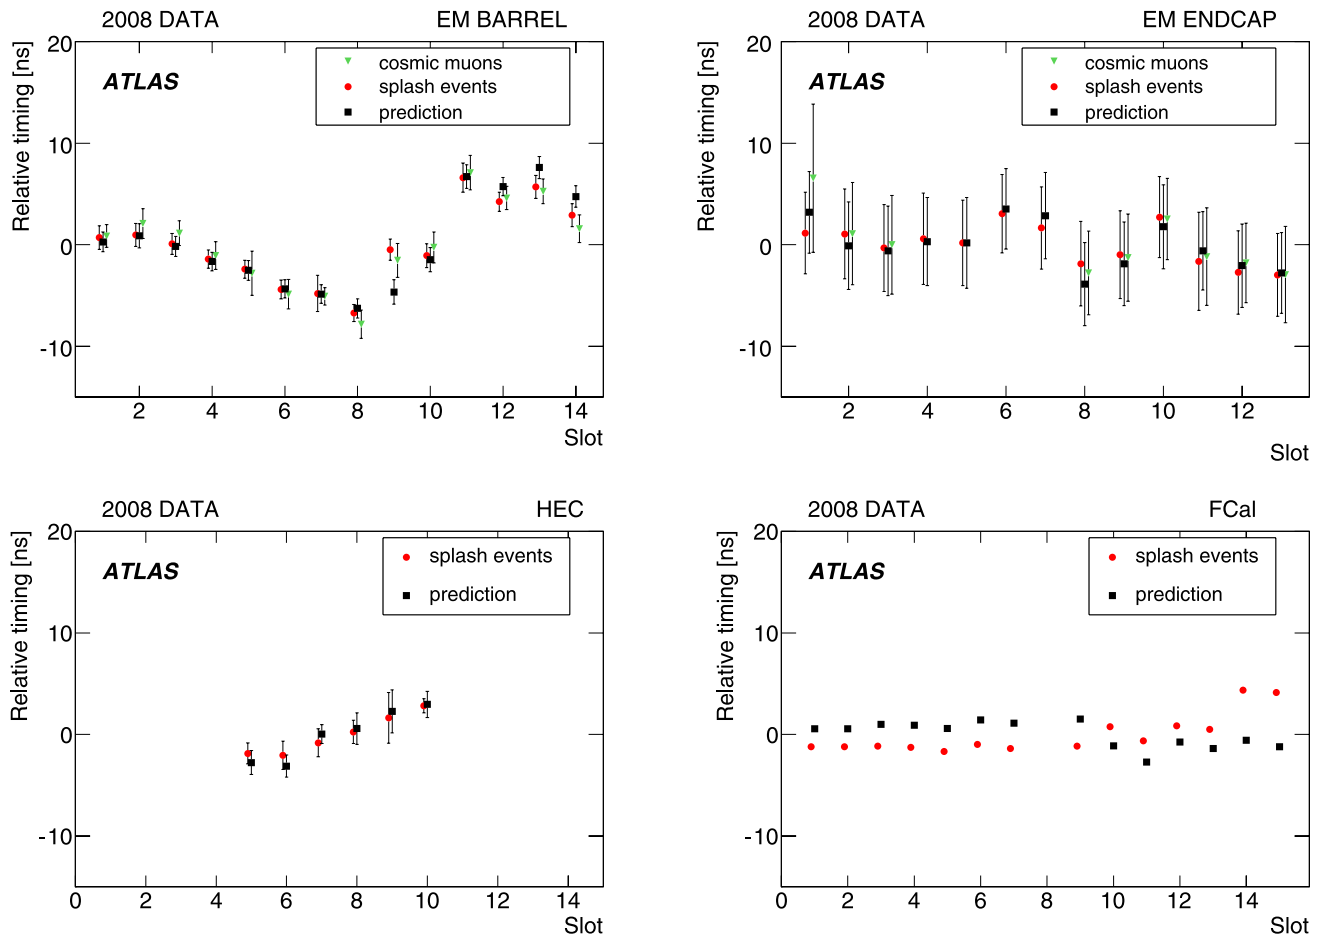 2008 DATA EM BARREL
Relative timing [ns]
20
10
0
-10
ATLAS
cosmic muons
splash events
prediction
2 4 6 8 10 12 14
Slot
2008 DATA EM ENDCAP
Relative timing [ns]
20
10
0
-10
ATLAS
cosmic muons
splash events
prediction
2 4 6 8 10 12
Slot
2008 DATA HEC
Relative timing [ns]
20
10
0
-10
ATLAS
splash events
prediction
0 2 4 6 8 10 12 14
Slot
2008 DATA FCal
Relative timing [ns]
20
10
0
-10
ATLAS
splash events
prediction
0 2 4 6 8 10 12 14
Slot